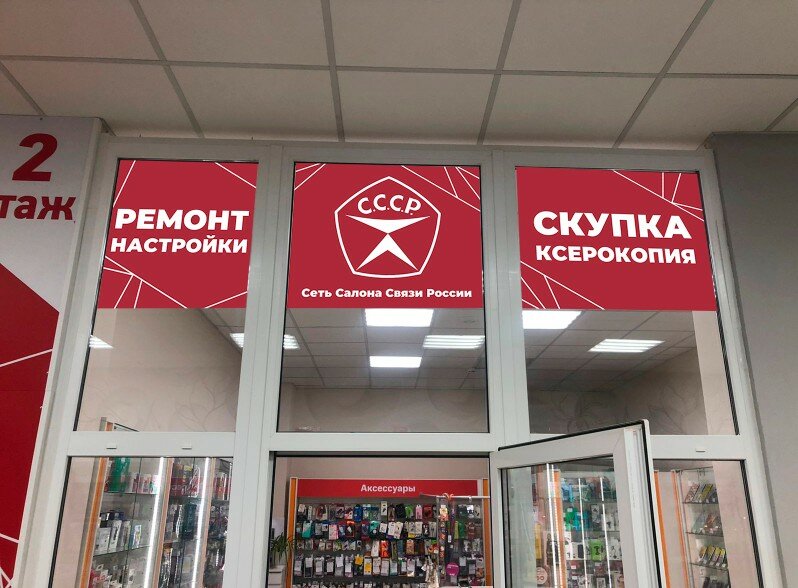 2
таж
РЕМОНТ
НАСТРОЙКИ
С.С.С.Р.
Сеть Салона Связи России
СКУПКА
КСЕРОКОПИЯ
Аксессуары